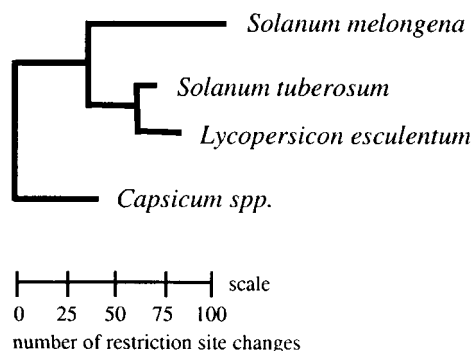 Solanum melongena
Solanum tuberosum
Lycopersicon esculentum
Capsicum spp.
scale
0 25 50 75 100
number of restriction site changes